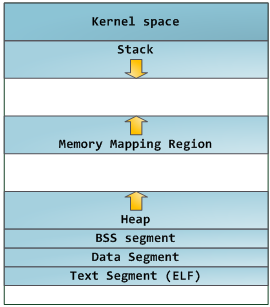 Kernel space
Stack
Memory Mapping Region
Heap
BSS segment
Data Segment
Text Segment (ELF)